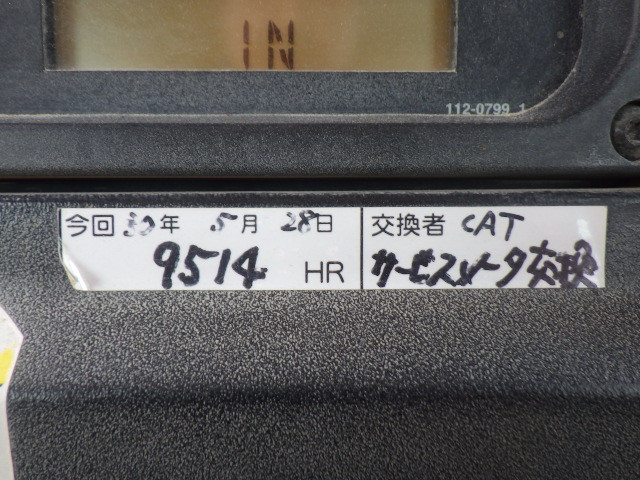 IN
112-0799 1
今回 30年 5月 28日 交換者 CAT
9514 HR サービスメータ交換